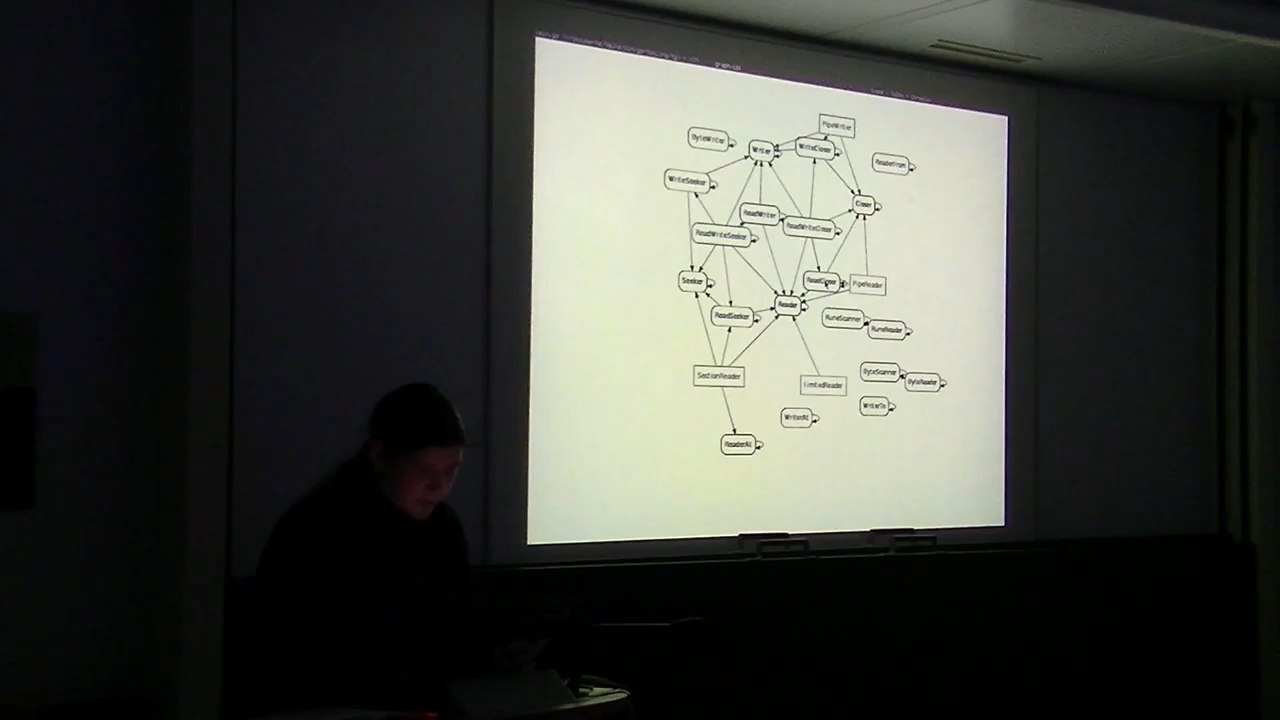 PipeWriter
ByteWriter
Writer
WriteCloser
ReaderFrom
WriteSeeker
Closer
ReadWriter
ReadWriteCloser
ReadWriteSeeker
Seeker
ReadCloser
PipeReader
Reader
ReadSeeker
RuneScanner
RuneReader
SectionReader
LimitedReader
ByteScanner
ByteReader
WriterTo
WriterAt
ReaderAt